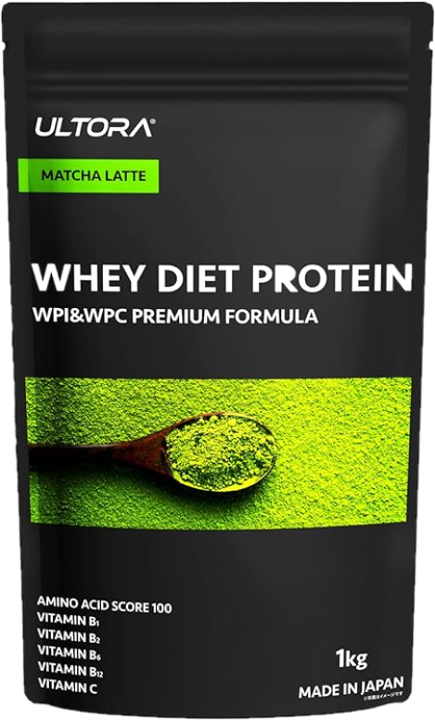 ULTORA®
MATCHA LATTE
WHEY DIET PROTEIN
WPI&WPC PREMIUM FORMULA
AMINO ACID SCORE 100
VITAMIN B₁
VITAMIN B₂
VITAMIN B₆
VITAMIN B₁₂
VITAMIN C
1kg
MADE IN JAPAN